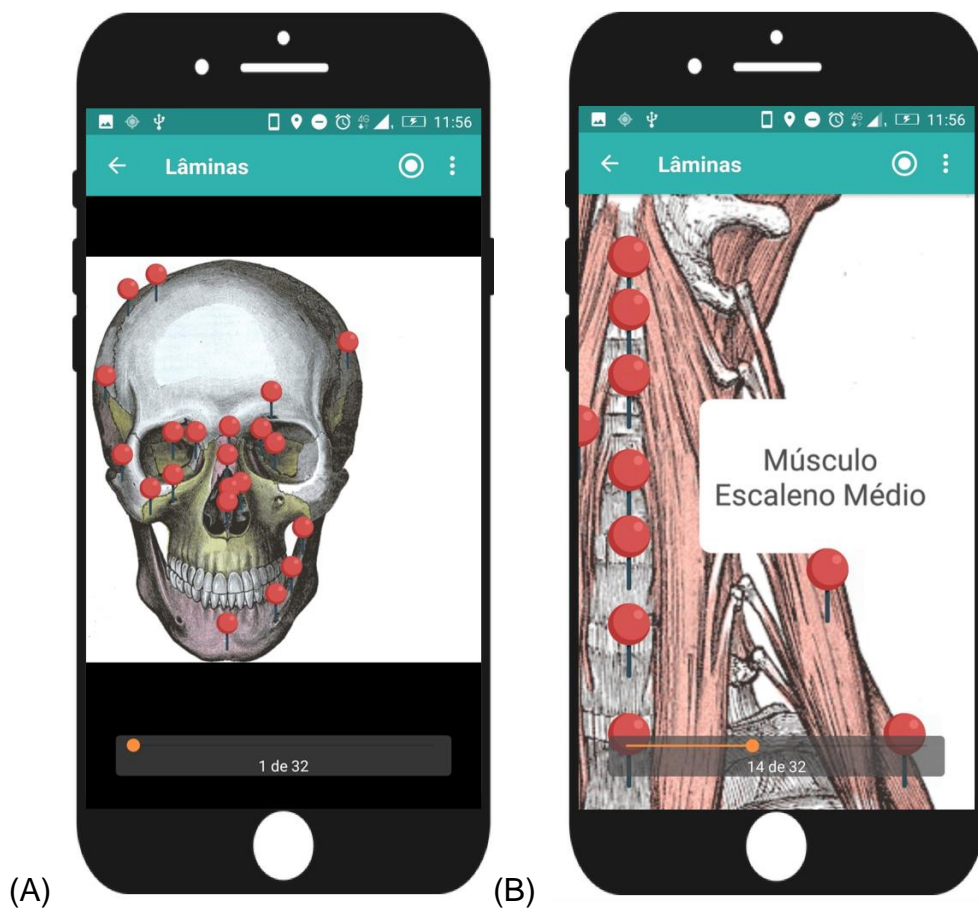 11:56
Lâminas
1 de 32
(A)
11:56
Lâminas
Músculo
Escaleno Médio
14 de 32
(B)